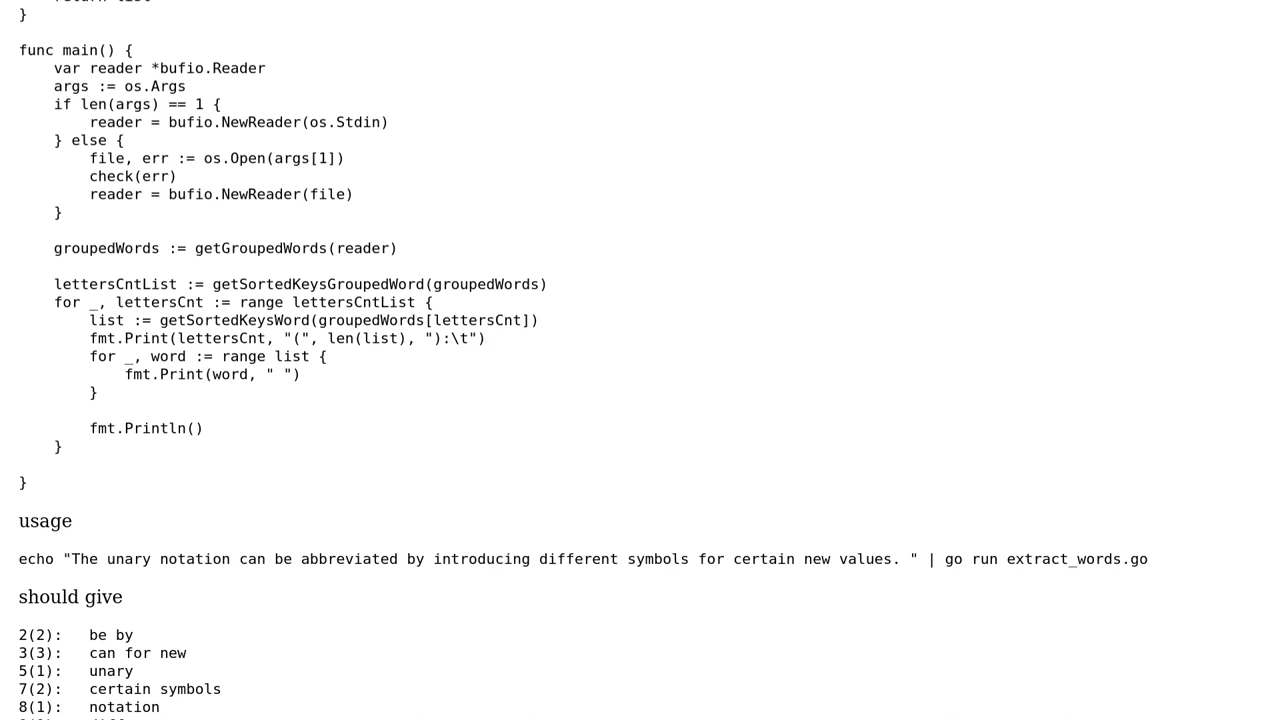 }
func main() {
    var reader *bufio.Reader
    args := os.Args
    if len(args) == 1 {
        reader = bufio.NewReader(os.Stdin)
    } else {
        file, err := os.Open(args[1])
        check(err)
        reader = bufio.NewReader(file)
    }
    groupedWords := getGroupedWords(reader)
    lettersCntList := getSortedKeysGroupedWord(groupedWords)
    for _, lettersCnt := range lettersCntList {
        list := getSortedKeysWord(groupedWords[lettersCnt])
        fmt.Print(lettersCnt, "(", len(list), "):\t")
        for _, word := range list {
            fmt.Print(word, " ")
        }
        fmt.Println()
    }
}
usage
echo "The unary notation can be abbreviated by introducing different symbols for certain new values. " | go run extract_words.go
should give
2(2):   be by
3(3):   can for new
5(1):   unary
7(2):   certain symbols
8(1):   notation